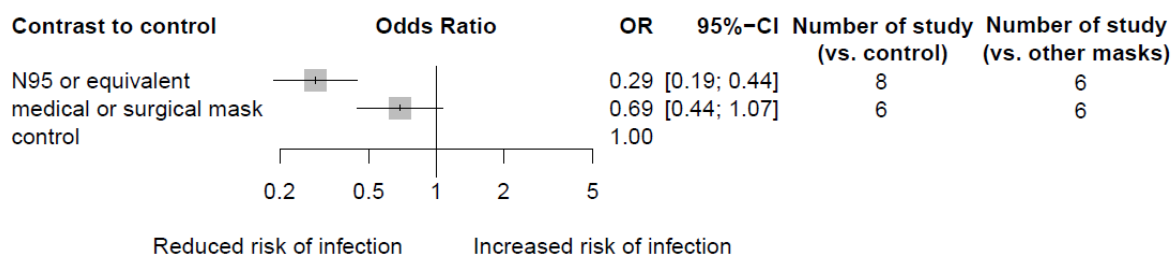 Contrast to control Odds Ratio OR 95%−CI Number of study (vs. control) Number of study (vs. other masks)
N95 or equivalent 0.29 [0.19; 0.44] 8 6
medical or surgical mask 0.69 [0.44; 1.07] 6 6
control 1.00
0.2 0.5 1 2 5
Reduced risk of infection Increased risk of infection